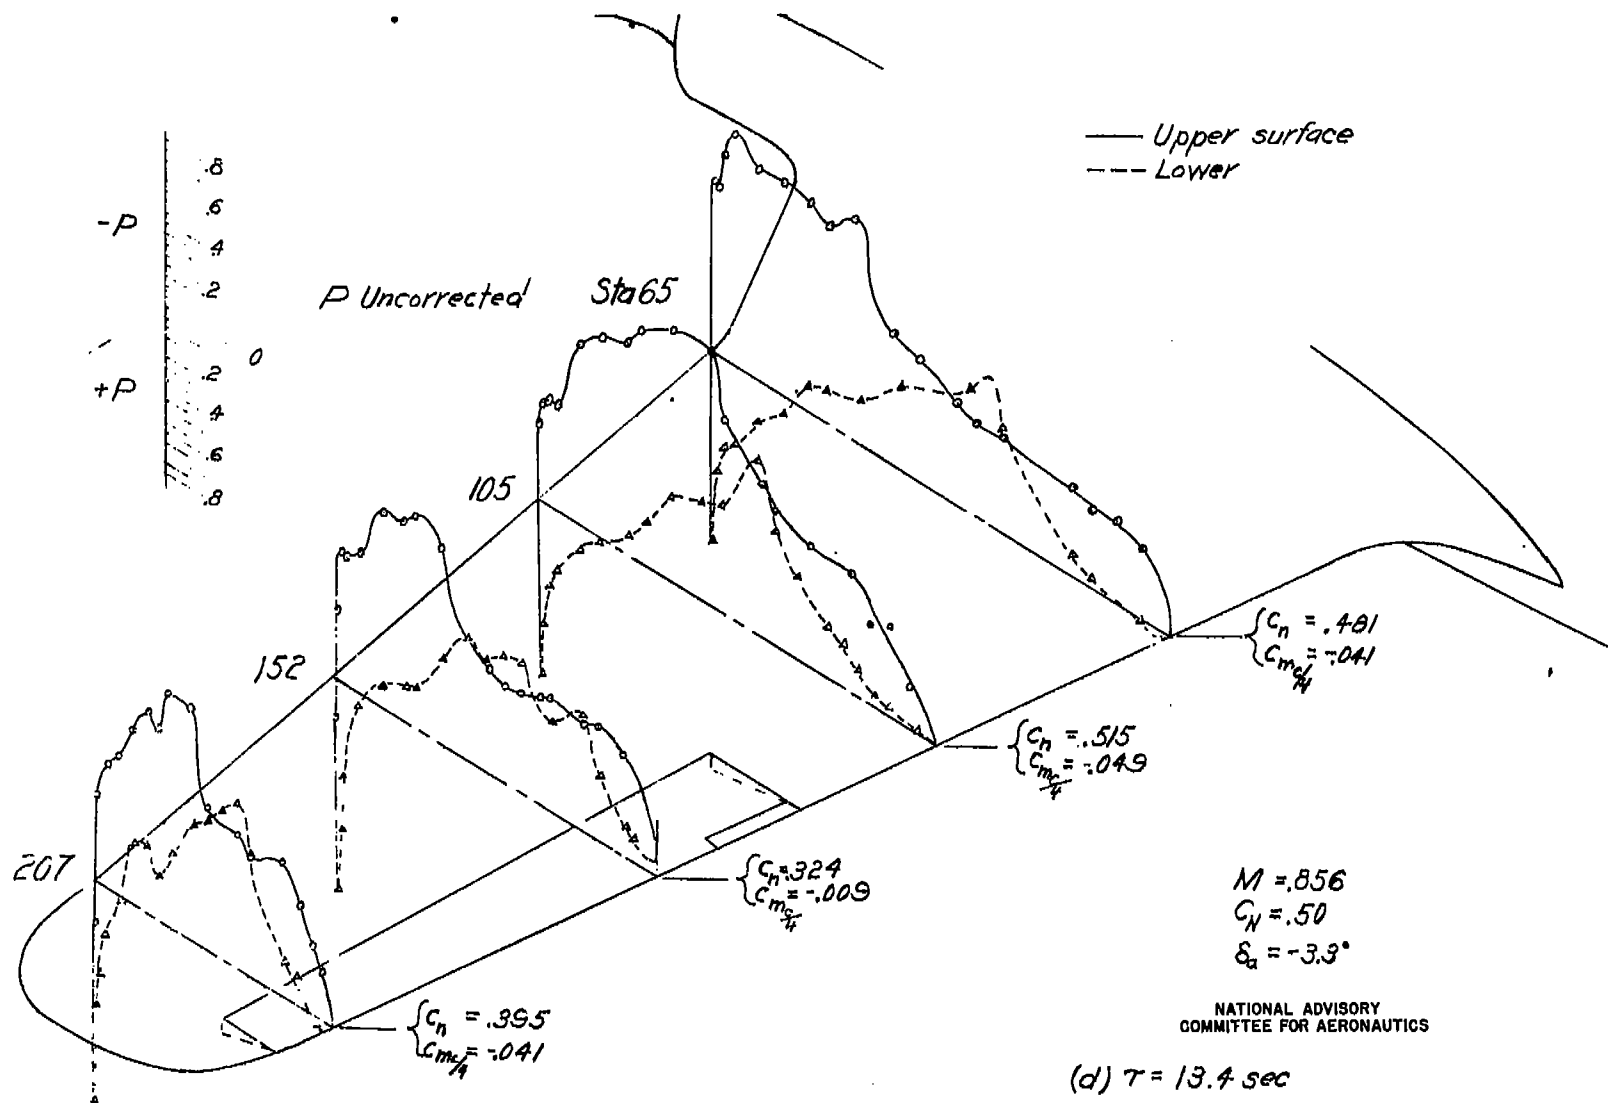 Upper surface
Lower
.8
.6
.4
.2
0
.2
.4
.6
.8
-P
+P
P Uncorrected
Sta 65
105
152
207
Cn = .481
Cmc/4 = -.041
Cn = .515
Cmc/4 = -.049
Cn = .324
Cmc/4 = -.009
Cn = .395
Cmc/4 = -.041
M = .856
CN = .50
δa = -3.3°
NATIONAL ADVISORY
COMMITTEE FOR AERONAUTICS
(d) T = 13.4 sec